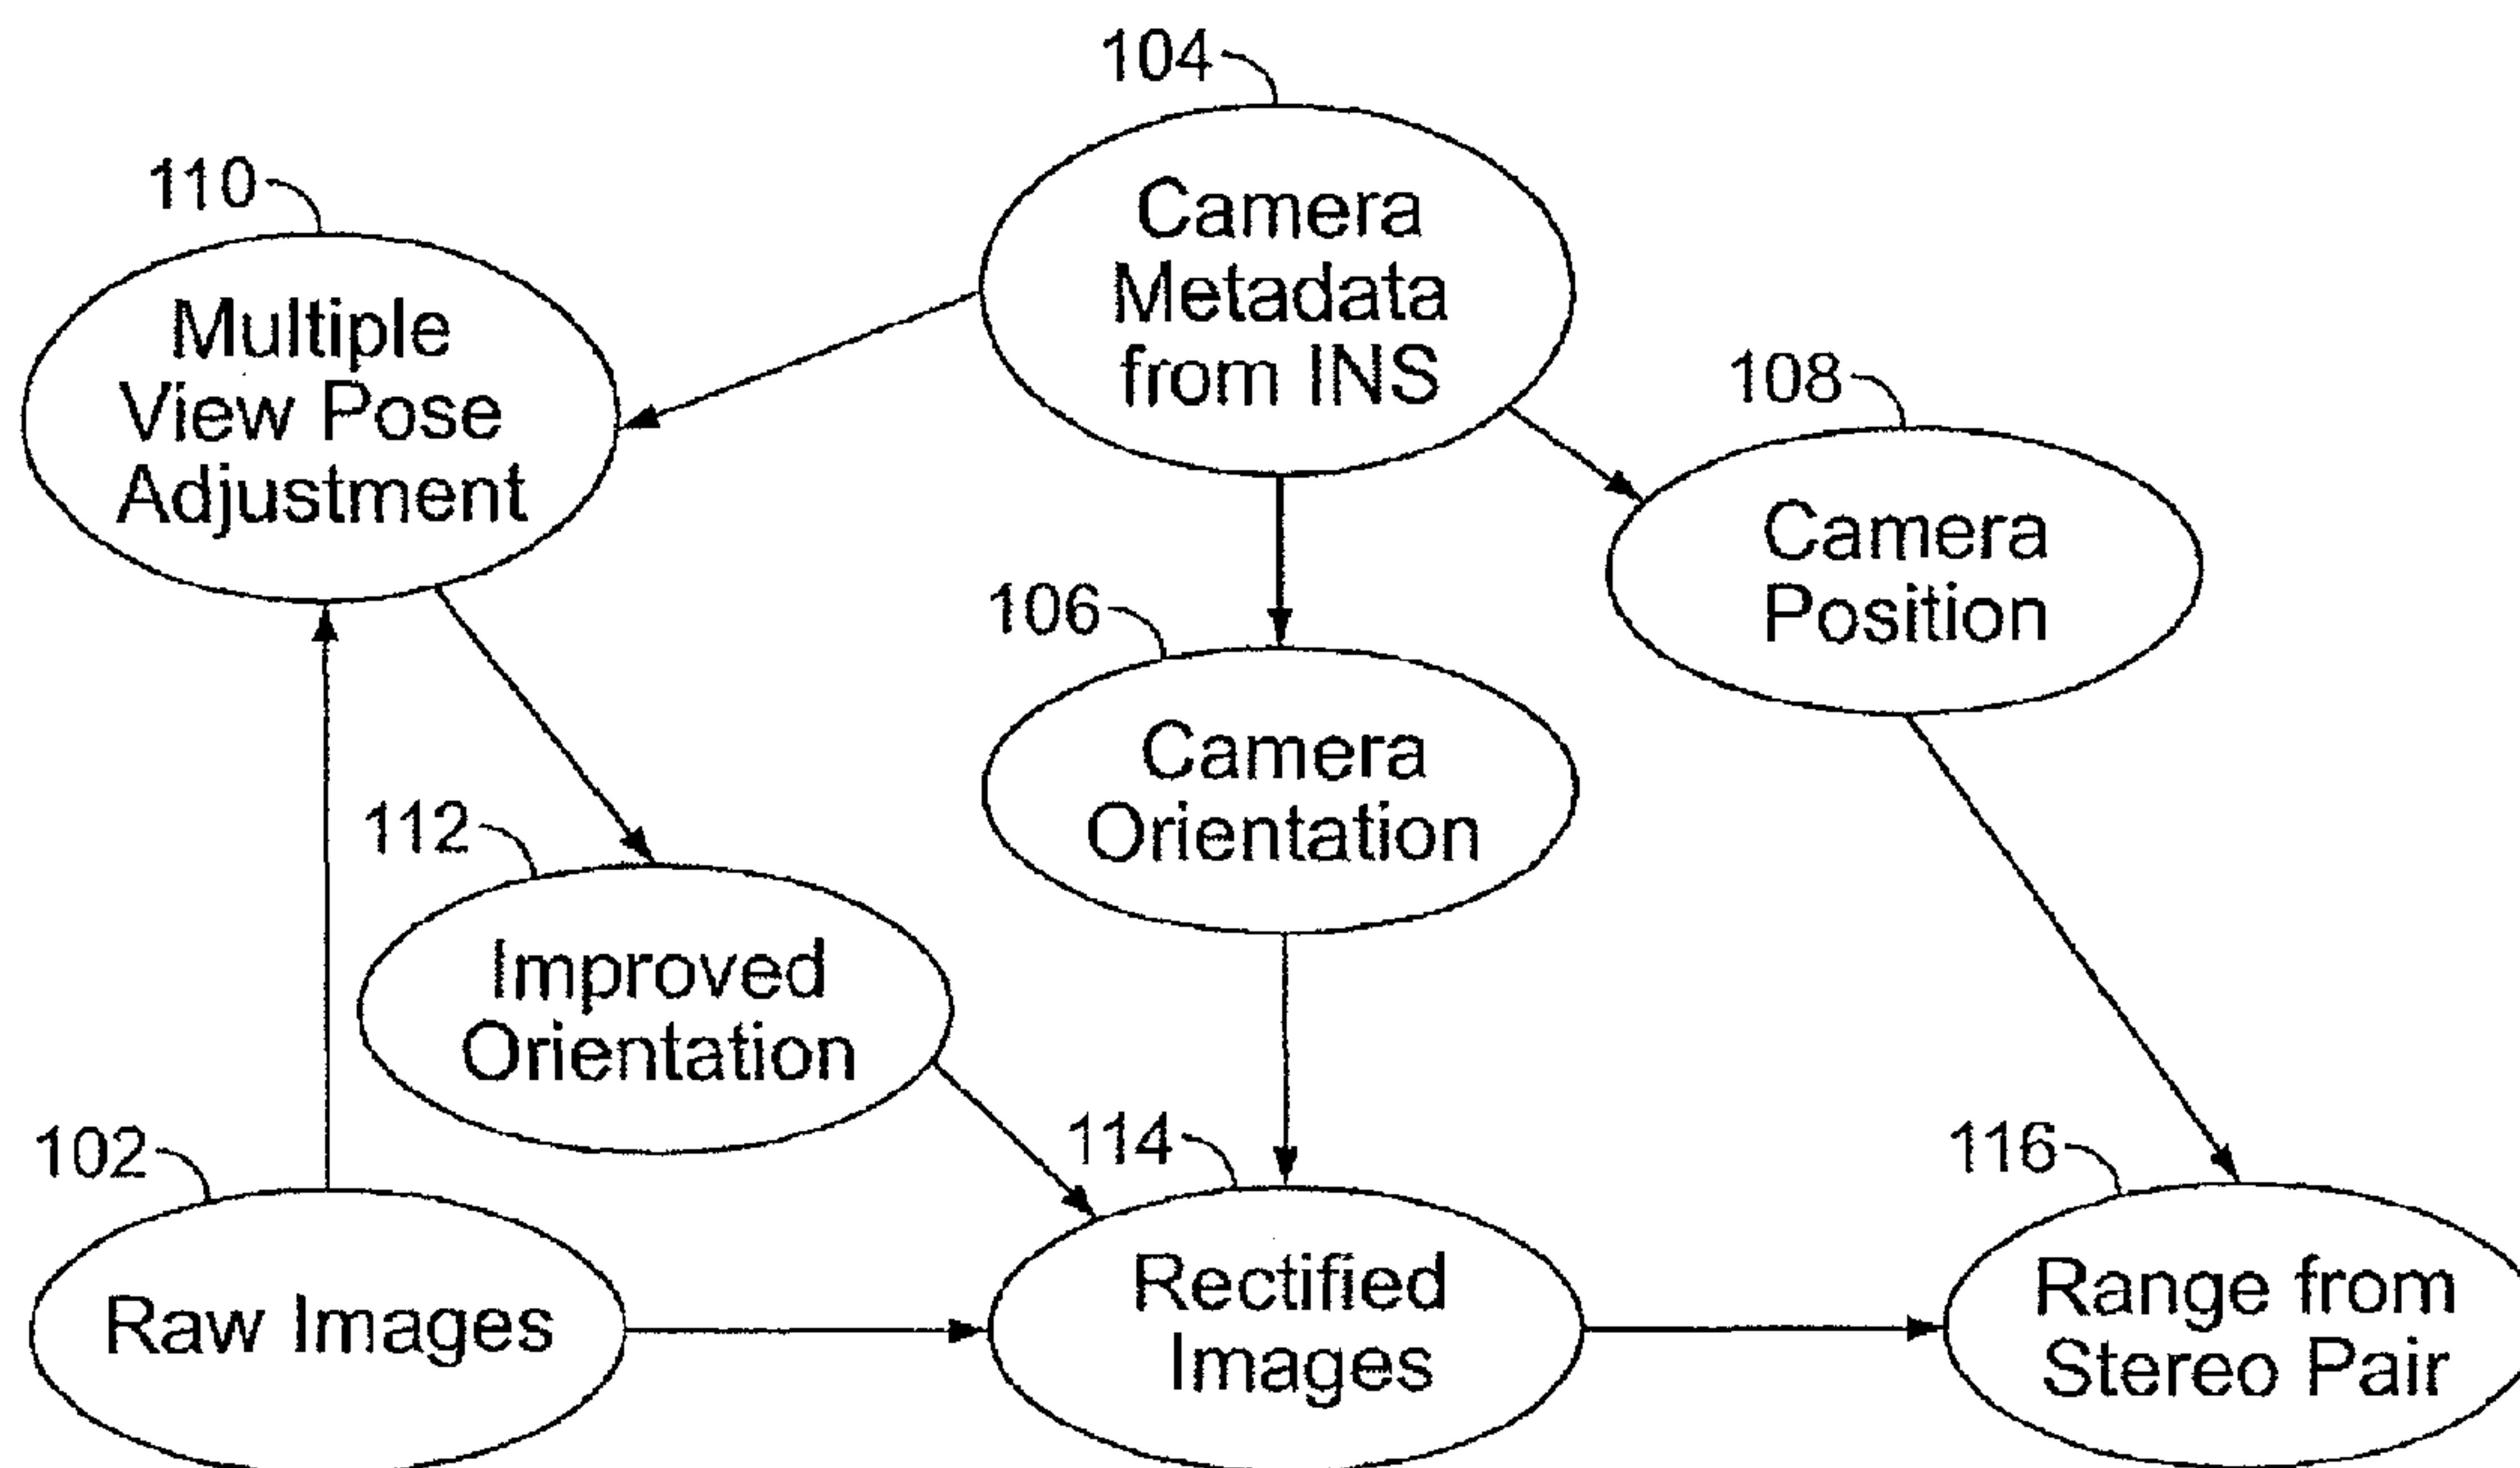 104
Camera
Metadata
from INS
110
Multiple
View Pose
Adjustment
108
Camera
Position
106
Camera
Orientation
112
Improved
Orientation
102
Raw Images
114
Rectified
Images
116
Range from
Stereo Pair